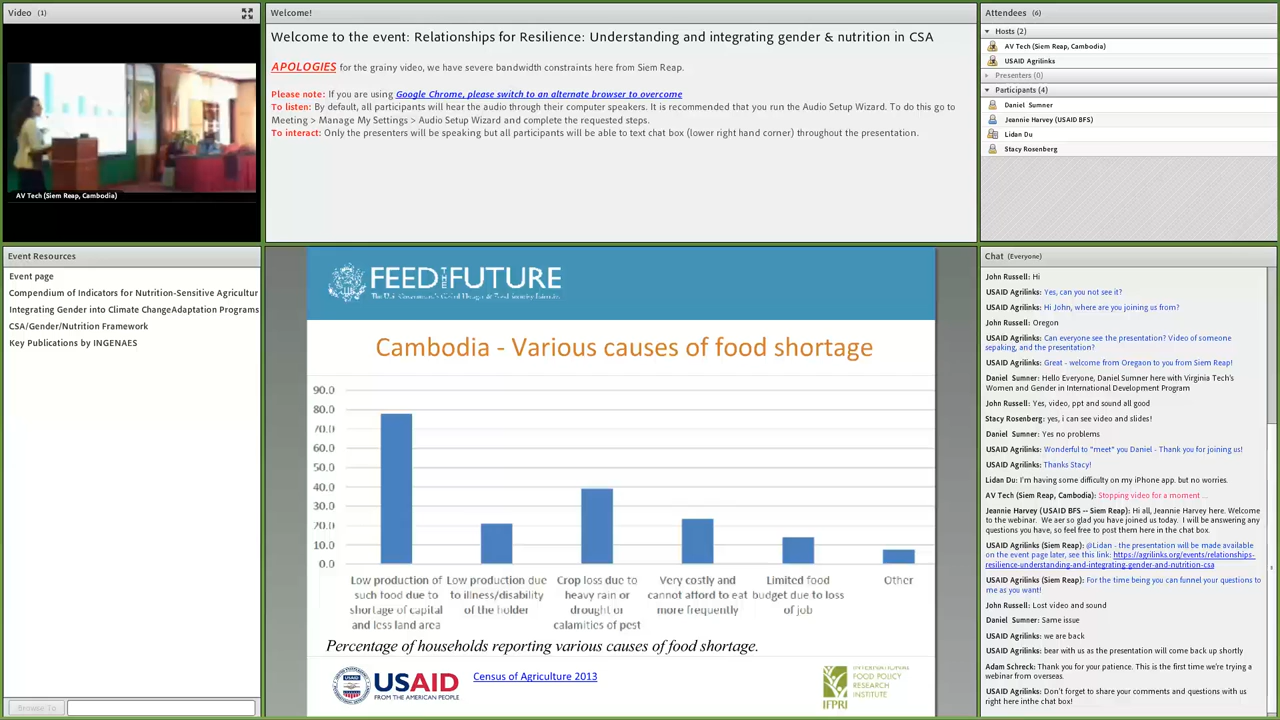 Video (1)
AV Tech (Siem Reap, Cambodia)
Welcome!
Welcome to the event: Relationships for Resilience: Understanding and integrating gender & nutrition in CSA
APOLOGIES for the grainy video, we have severe bandwidth constraints here from Siem Reap.
Please note: If you are using Google Chrome, please switch to an alternate browser to overcome
To listen: By default, all participants will hear the audio through their computer speakers. It is recommended that you run the Audio Setup Wizard. To do this go to
Meeting > Manage My Settings > Audio Setup Wizard and complete the requested steps.
To interact: Only the presenters will be speaking but all participants will be able to text chat box (lower right hand corner) throughout the presentation.
Attendees (6)
Hosts (2)
AV Tech (Siem Reap, Cambodia)
USAID Agrilinks
Presenters (0)
Participants (4)
Daniel Sumner
Jeannie Harvey (USAID BFS)
Lidan Du
Stacy Rosenberg
Event Resources
Event page
Compendium of Indicators for Nutrition-Sensitive Agricultur
Integrating Gender into Climate ChangeAdaptation Programs
CSA/Gender/Nutrition Framework
Key Publications by INGENAES
Browse To
FEED THE FUTURE
The U.S. Government's Global Hunger & Food Security Initiative
Cambodia - Various causes of food shortage
90.0
80.0
70.0
60.0
50.0
40.0
30.0
20.0
10.0
0.0
Low production of
such food due to
shortage of capital
and less land area
Low production due
to illness/disability
of the holder
Crop loss due to
heavy rain or
drought or
calamities of pest
Very costly and
cannot afford to eat
more frequently
Limited food
budget due to loss
of job
Other
Percentage of households reporting various causes of food shortage.
USAID
FROM THE AMERICAN PEOPLE
Census of Agriculture 2013
INTERNATIONAL
FOOD POLICY
RESEARCH
INSTITUTE
IFPRI
Chat (Everyone)
John Russell: Hi
USAID Agrilinks: Yes, can you not see it?
USAID Agrilinks: Hi John, where are you joining us from?
John Russell: Oregon
USAID Agrilinks: Can everyone see the presentation? Video of someone
speaking, and the presentation?
USAID Agrilinks: Great - welcome from Oregaon to you from Siem Reap!
Daniel Sumner: Hello Everyone, Daniel Sumner here with Virginia Tech's
Women and Gender in International Development Program
John Russell: Yes, video, ppt and sound all good
Stacy Rosenberg: yes, i can see video and slides!
Daniel Sumner: Yes no problems
USAID Agrilinks: Wonderful to "meet" you Daniel - Thank you for joining us!
USAID Agrilinks: Thanks Stacy!
Lidan Du: I'm having some difficulty on my iPhone app. but no worries.
AV Tech (Siem Reap, Cambodia): Stopping video for a moment ...
Jeannie Harvey (USAID BFS -- Siem Reap): Hi all, Jeannie Harvey here. Welcome
to the webinar. We aer so glad you have joined us today. I will be answering any
questions you have, so feel free to post them here in the chat box.
USAID Agrilinks (Siem Reap): @Lidan - the presentation will be made available
on the event page later, see this link: https://agrilinks.org/events/relationships-
resilience-understanding-and-integrating-gender-and-nutrition-csa
USAID Agrilinks (Siem Reap): For the time being you can funnel your questions to
me as you want!
John Russell: Lost video and sound
Daniel Sumner: Same issue
USAID Agrilinks: we are back
USAID Agrilinks: bear with us as the presentation will come back up shortly
Adam Schreck: Thank you for your patience. This is the first time we're trying a
webinar from overseas.
USAID Agrilinks: Don't forget to share your comments and questions with us
right here inthe chat box!